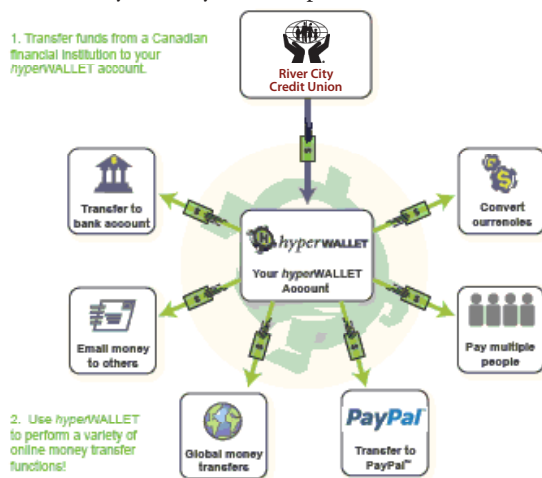 1. Transfer funds from a Canadian
financial institution to your
hyperWALLET account.
River City
Credit Union
Transfer to
bank account
Convert
currencies
hyperWALLET
Your hyperWALLET
Account
Email money
to others
Pay multiple
people
2. Use hyperWALLET
to perform a variety of
online money transfer
functions!
Global money
transfers
PayPal™
Transfer to
PayPal™